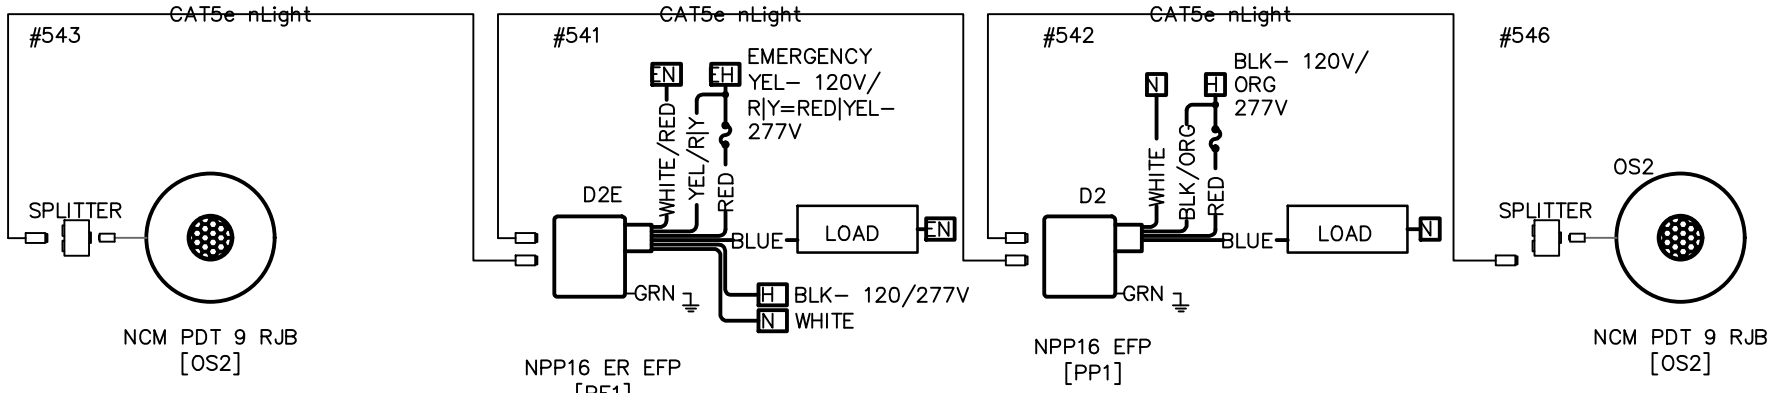 CAT5e nLight
CAT5e nLight
CAT5e nLight
#543
#541
#542
#546
EN
EH
EMERGENCY
YEL- 120V/
R|Y=RED|YEL-
277V
WHITE/RED
YEL/R|Y
RED
N
H
BLK- 120V/
ORG
277V
WHITE
BLK/ORG
RED
SPLITTER
D2E
BLUE
LOAD
EN
D2
BLUE
LOAD
N
OS2
SPLITTER
GRN
H
BLK- 120/277V
N
WHITE
GRN
NCM PDT 9 RJB
[OS2]
NPP16 ER EFP
NPP16 EFP
[PP1]
NCM PDT 9 RJB
[OS2]